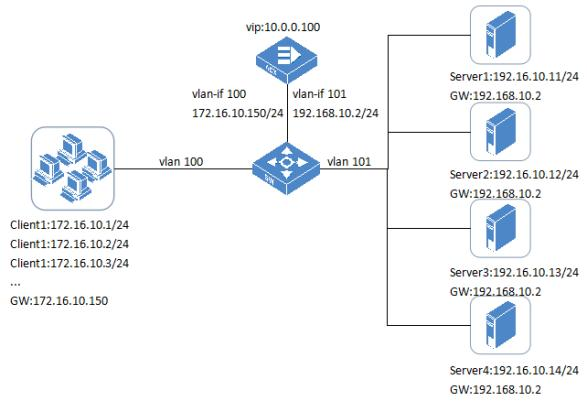 vip:10.0.0.100
vlan-if 100
172.16.10.150/24
vlan-if 101
192.168.10.2/24
vlan 100
vlan 101
SW
Client1:172.16.10.1/24
Client1:172.16.10.2/24
Client1:172.16.10.3/24
...
GW:172.16.10.150
Server1:192.16.10.11/24
GW:192.168.10.2
Server2:192.16.10.12/24
GW:192.168.10.2
Server3:192.16.10.13/24
GW:192.168.10.2
Server4:192.16.10.14/24
GW:192.168.10.2